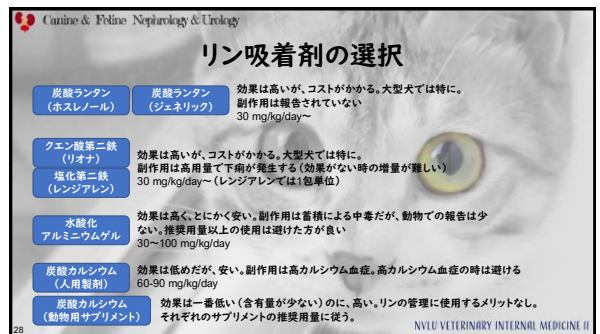 Canine & Feline Nephrology & Urology
リン吸着剤の選択
炭酸ランタン
(ホスレノール)
炭酸ランタン
(ジェネリック)
効果は高いが、コストがかかる。大型犬では特に。
副作用は報告されていない
30 mg/kg/day～
クエン酸第二鉄
(リオナ)
塩化第二鉄
(レンジアレン)
効果は高いが、コストがかかる。大型犬では特に。
副作用は高用量で下痢が発生する(効果がない時の増量が難しい)
30 mg/kg/day～(レンジアレンでは1包単位)
水酸化
アルミニウムゲル
効果は高く、とにかく安い。副作用は蓄積による中毒だが、動物での報告は少
ない。推奨用量以上の使用は避けた方が良い
30～100 mg/kg/day
炭酸カルシウム
(人用製剤)
効果は低めだが、安い。副作用は高カルシウム血症。高カルシウム血症の時は避ける
60-90 mg/kg/day
炭酸カルシウム
(動物用サプリメント)
効果は一番低い(含有量が少ない)のに、高い。リンの管理に使用するメリットなし。
それぞれのサプリメントの推奨用量に従う。
28
NVLU VETERINARY INTERNAL MEDICINE II